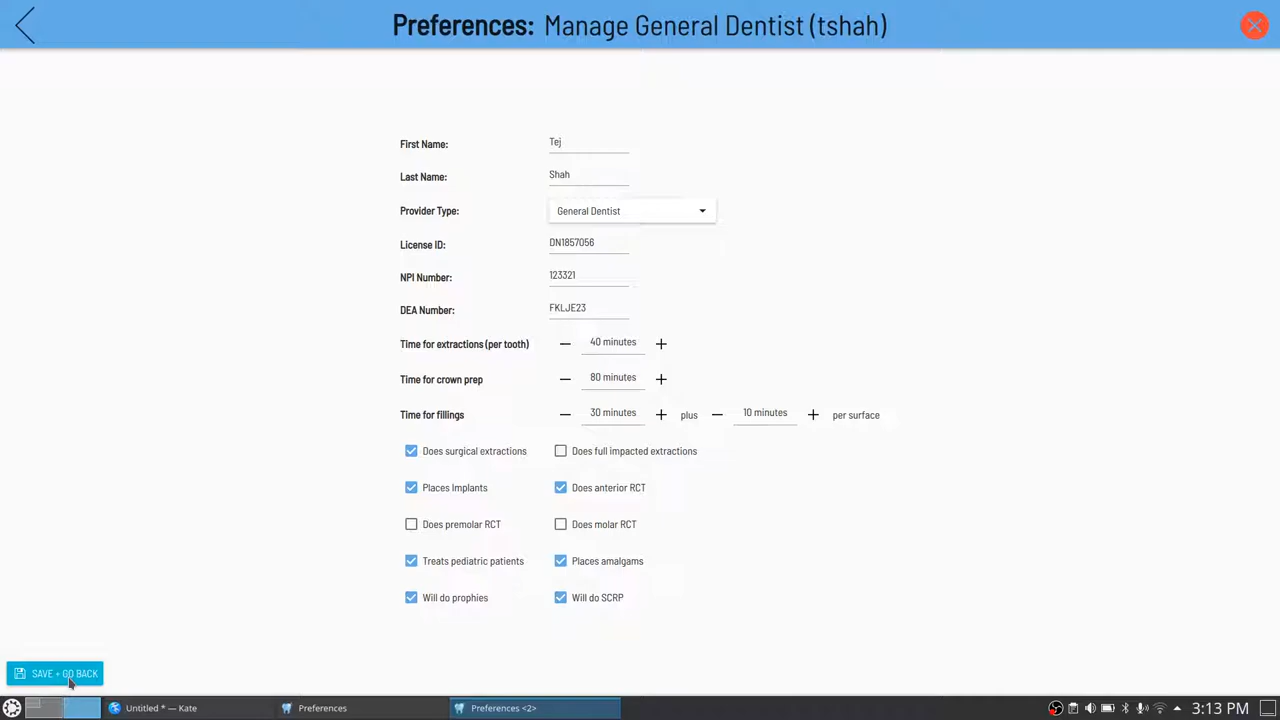 Preferences: Manage General Dentist (tshah)
First Name: Tej
Last Name: Shah
Provider Type: General Dentist
License ID: DN1857056
NPI Number: 123321
DEA Number: FKLJE23
Time for extractions (per tooth) 40 minutes
Time for crown prep 80 minutes
Time for fillings 30 minutes plus 10 minutes per surface
Does surgical extractions Does full impacted extractions
Places Implants Does anterior RCT
Does premolar RCT Does molar RCT
Treats pediatric patients Places amalgams
Will do prophies Will do SCRP
SAVE + GO BACK
Untitled * — Kate Preferences Preferences <2> 3:13 PM